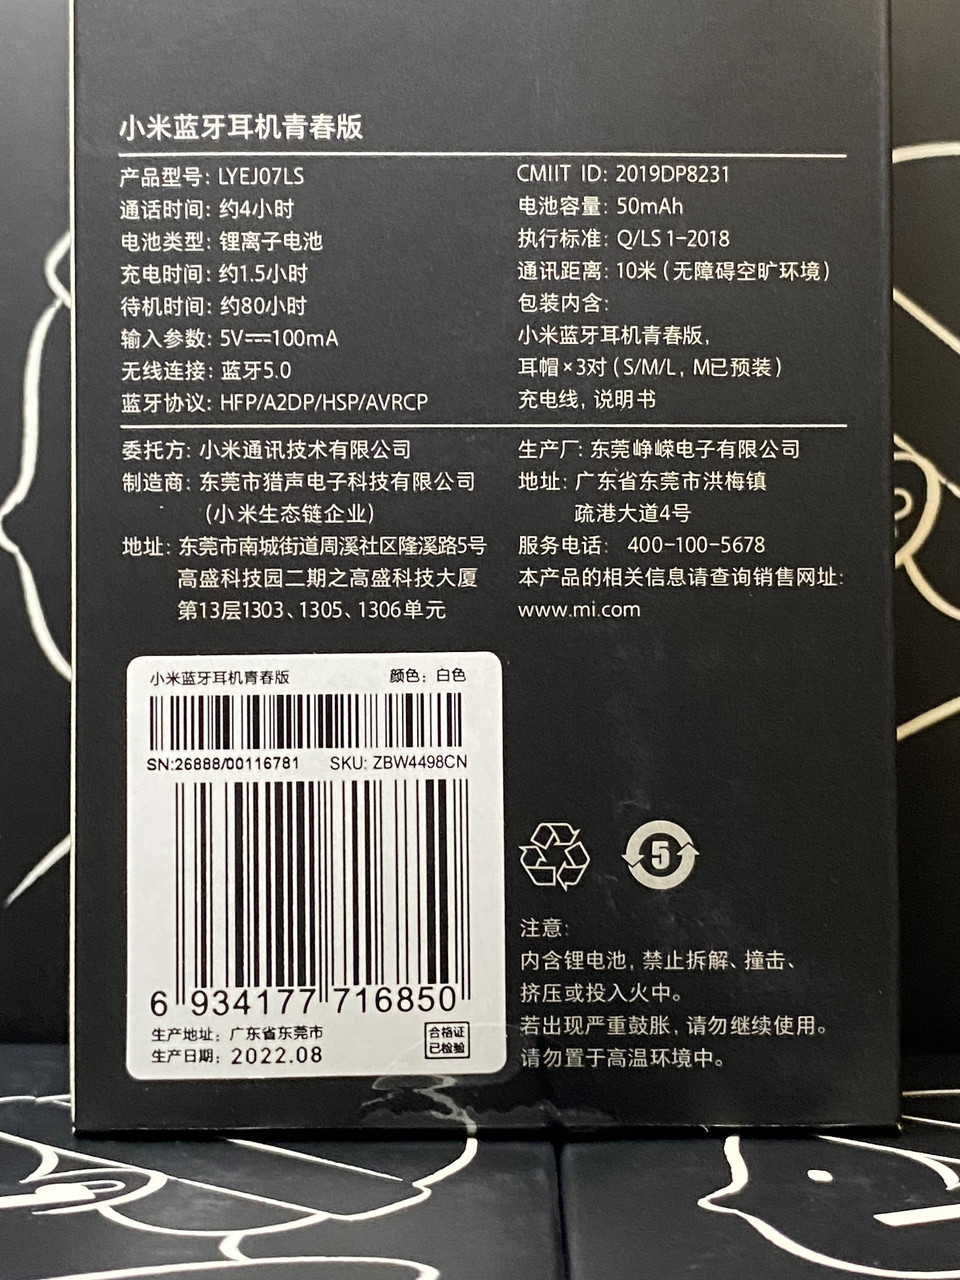 小米蓝牙耳机青春版
产品型号: LYEJ07LS
通话时间: 约4小时
电池类型: 锂离子电池
充电时间: 约1.5小时
待机时间: 约80小时
输入参数: 5V⎓100mA
无线连接: 蓝牙5.0
蓝牙协议: HFP/A2DP/HSP/AVRCP
CMIIT ID: 2019DP8231
电池容量: 50mAh
执行标准: Q/LS 1-2018
通讯距离: 10米 (无障碍空旷环境)
包装内含:
小米蓝牙耳机青春版,
耳帽×3对 (S/M/L, M已预装)
充电线, 说明书
委托方: 小米通讯技术有限公司
制造商: 东莞市猎声电子科技有限公司
(小米生态链企业)
地址: 东莞市南城街道周溪社区隆溪路5号
高盛科技园二期之高盛科技大厦
第13层1303、1305、1306单元
生产厂: 东莞峥嵘电子有限公司
地址: 广东省东莞市洪梅镇
疏港大道4号
服务电话: 400-100-5678
本产品的相关信息请查询销售网址:
www.mi.com
小米蓝牙耳机青春版 颜色: 白色
SN:26888/00116781 SKU: ZBW4498CN
6 934177 716850
生产地址: 广东省东莞市
生产日期: 2022.08
合格证
已检验
5
注意:
内含锂电池, 禁止拆解、撞击、
挤压或投入火中。
若出现严重鼓胀, 请勿继续使用。
请勿置于高温环境中。